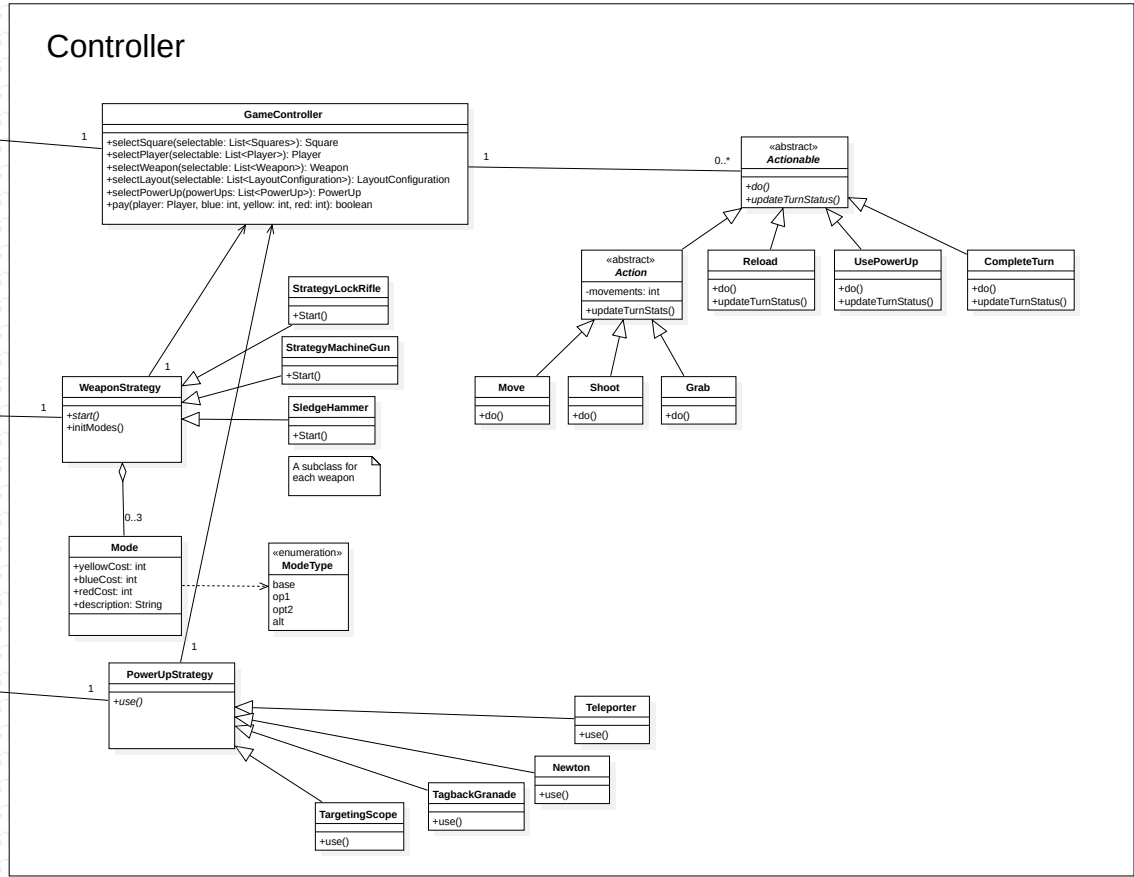 Controller
GameController
+selectSquare(selectable: List<Squares>): Square
+selectPlayer(selectable: List<Player>): Player
+selectWeapon(selectable: List<Weapon>): Weapon
+selectLayout(selectable: List<LayoutConfiguration>): LayoutConfiguration
+selectPowerUp(powerUps: List<PowerUp>): PowerUp
+pay(player: Player, blue: int, yellow: int, red: int): boolean
1
1
0..*
«abstract»
Actionable
+do()
+updateTurnStatus()
«abstract»
Action
-movements: int
+updateTurnStats()
Reload
+do()
+updateTurnStatus()
UsePowerUp
+do()
+updateTurnStatus()
CompleteTurn
+do()
+updateTurnStatus()
Move
+do()
Shoot
+do()
Grab
+do()
StrategyLockRifle
+Start()
StrategyMachineGun
+Start()
SledgeHammer
+Start()
A subclass for
each weapon
1
1
WeaponStrategy
+start()
+initModes()
0..3
Mode
+yellowCost: int
+blueCost: int
+redCost: int
+description: String
«enumeration»
ModeType
base
op1
opt2
alt
1
1
PowerUpStrategy
+use()
Teleporter
+use()
Newton
+use()
TagbackGranade
+use()
TargetingScope
+use()